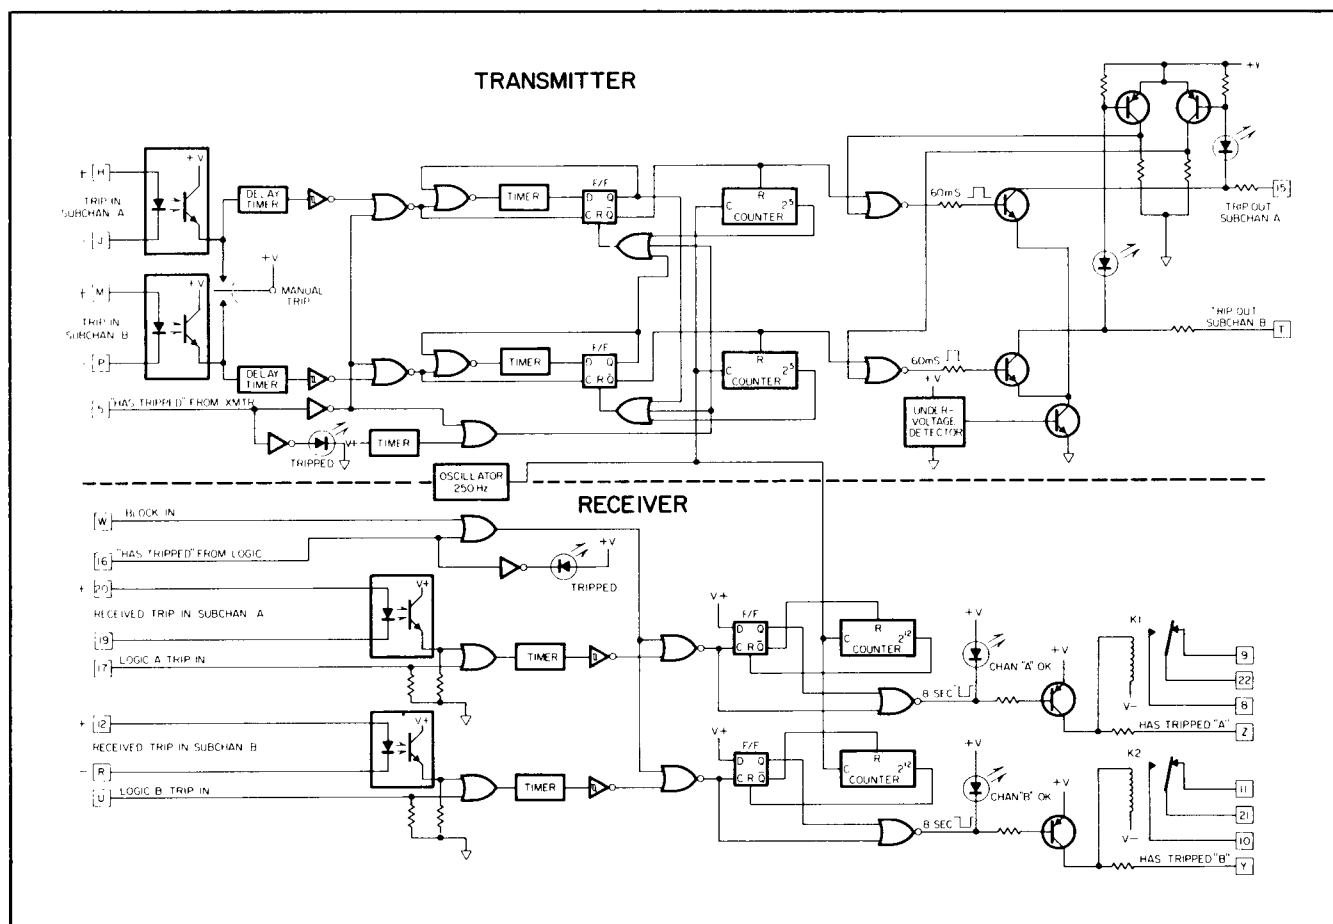 TRANSMITTER
+V
+ H
+V
F/F
DELAY TIMER
TIMER
D Q
C R Q̄
R
C 2⁵
COUNTER
60mS
15
TRIP IN SUBCHAN A
TRIP OUT SUBCHAN A
- J
+V
MANUAL TRIP
+ M
+V
TRIP IN SUBCHAN B
TRIP OUT SUBCHAN B
T
F/F
TIMER
D Q
C R Q̄
R
C 2⁵
COUNTER
60mS
- P
DELAY TIMER
+V
5 "HAS TRIPPED" FROM XMTR
UNDER-VOLTAGE DETECTOR
V+
TIMER
TRIPPED
OSCILLATOR 250 Hz
RECEIVER
W BLOCK IN
16 "HAS TRIPPED" FROM LOGIC
+V
TRIPPED
+ 20
V+
RECEIVED TRIP IN SUBCHAN A
V+
F/F
D Q
C R Q̄
R
C 2¹²
COUNTER
+V
CHAN "A" OK
+V
K1
9
22
8
19
TIMER
17 LOGIC A TRIP IN
8 SEC
V-
HAS TRIPPED "A"
Z
+ 12
V+
RECEIVED TRIP IN SUBCHAN B
V+
F/F
D Q
C R Q̄
R
C 2¹²
COUNTER
+V
CHAN "B" OK
+V
K2
11
21
10
- R
TIMER
U LOGIC B TRIP IN
8 SEC
V-
HAS TRIPPED "B"
Y